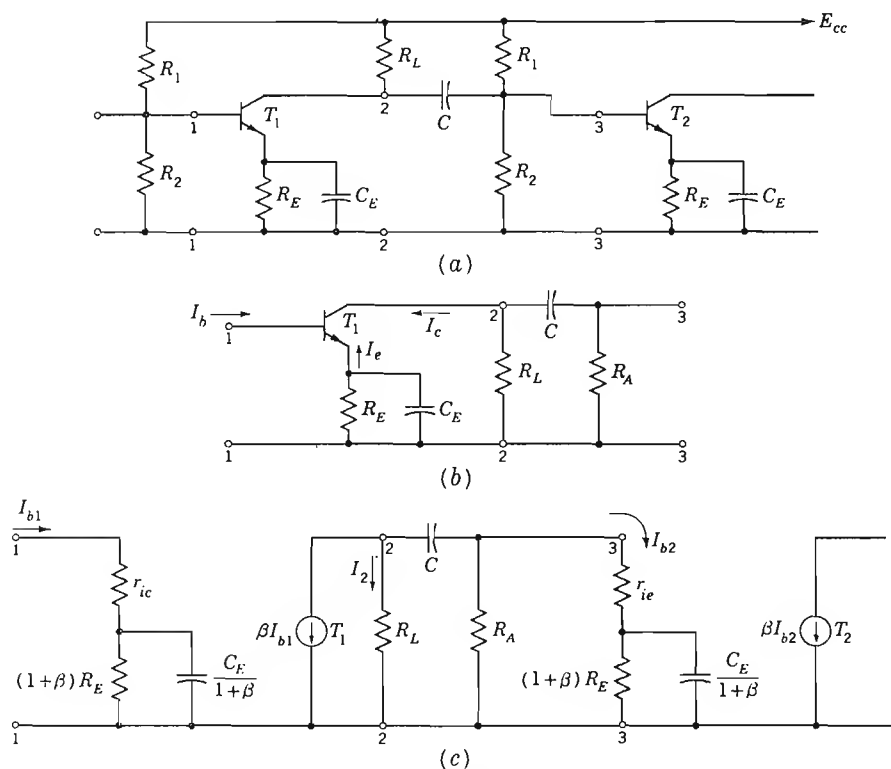 E_cc
R_1 R_L R_1
1 T_1 2 C 3 T_2
R_2 R_E C_E R_2 R_E C_E
1 2 3
(a)
I_b 1 T_1 I_c 2 C 3
I_e
R_E C_E R_L R_A
1 2 3
(b)
I_b1
1 2 C 3 I_b2
r_ic I_2 r_ie
βI_b1 T_1 R_L R_A βI_b2 T_2
(1+β)R_E C_E/1+β (1+β)R_E C_E/1+β
1 2 3
(c)